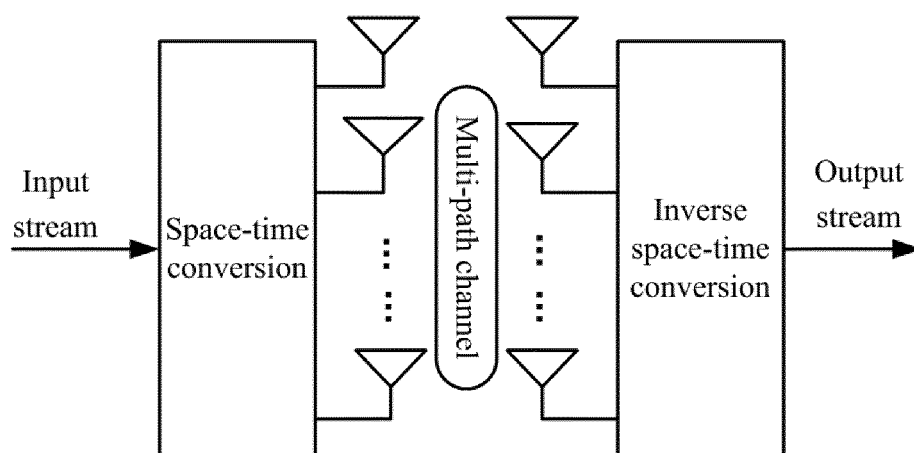 Input
stream
Space-time
conversion
Multi-path channel
Inverse
space-time
conversion
Output
stream